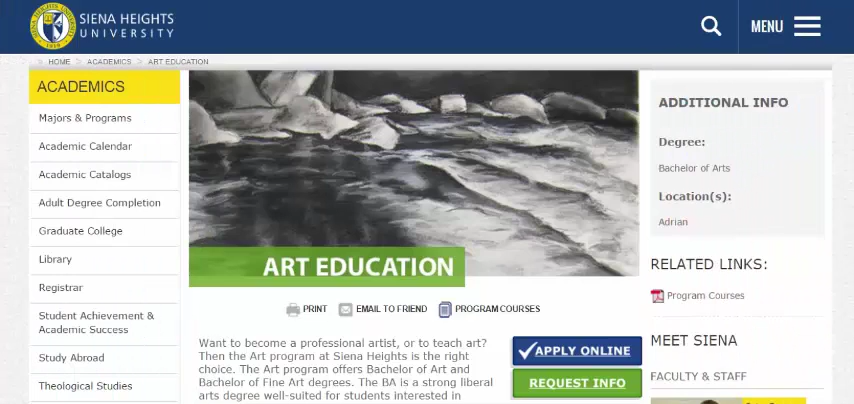 SIENA HEIGHTS
UNIVERSITY
MENU
HOME > ACADEMICS > ART EDUCATION
ACADEMICS
Majors & Programs
Academic Calendar
Academic Catalogs
Adult Degree Completion
Graduate College
Library
Registrar
Student Achievement &
Academic Success
Study Abroad
Theological Studies
ART EDUCATION
PRINT EMAIL TO FRIEND PROGRAM COURSES
Want to become a professional artist, or to teach art?
Then the Art program at Siena Heights is the right
choice. The Art program offers Bachelor of Art and
Bachelor of Fine Art degrees. The BA is a strong liberal
arts degree well-suited for students interested in
APPLY ONLINE
REQUEST INFO
ADDITIONAL INFO
Degree:
Bachelor of Arts
Location(s):
Adrian
RELATED LINKS:
Program Courses
MEET SIENA
FACULTY & STAFF